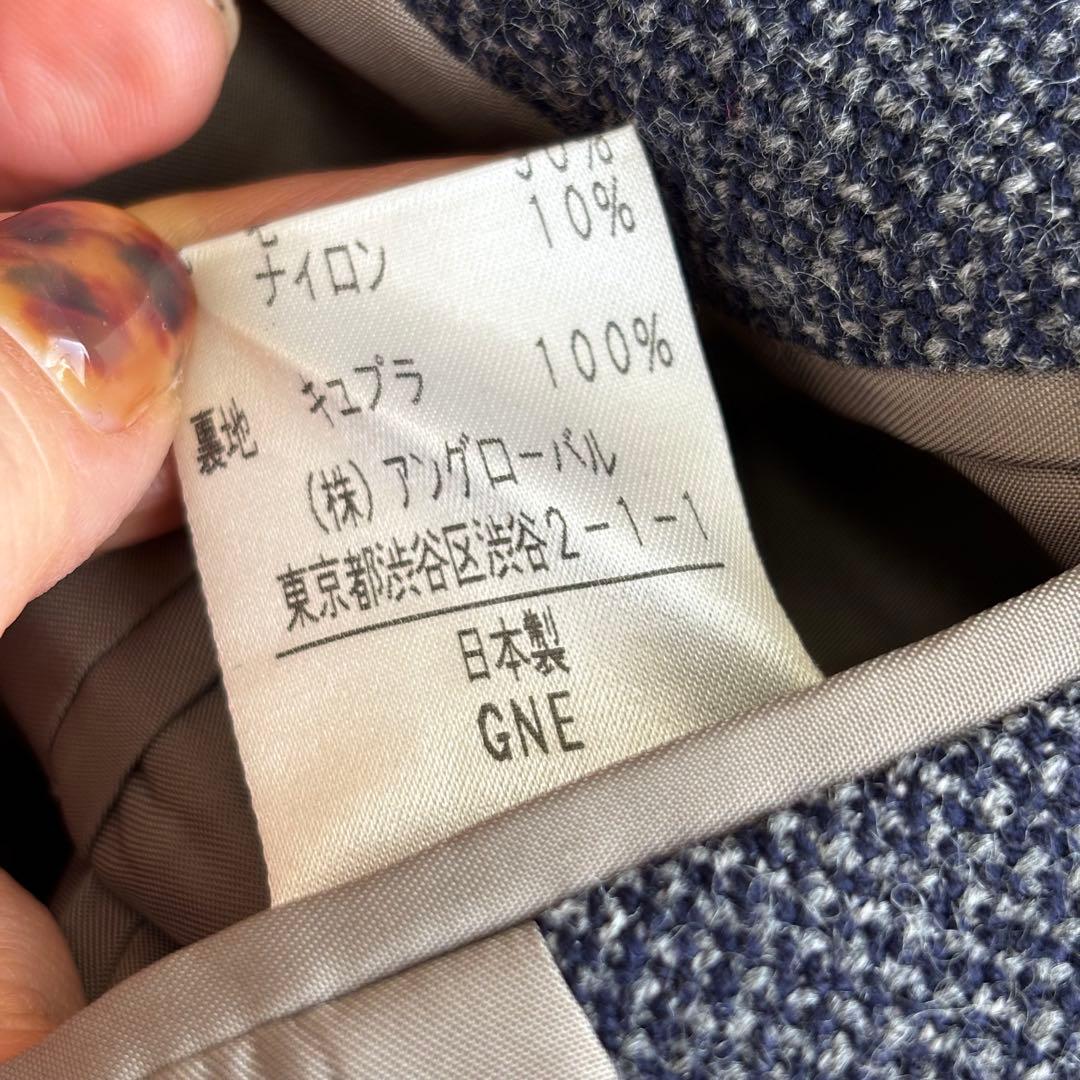 10%
ナイロン
裏地 キュプラ 100%
(株)アングローバル
東京都渋谷区渋谷2-1-1
日本製
GNE